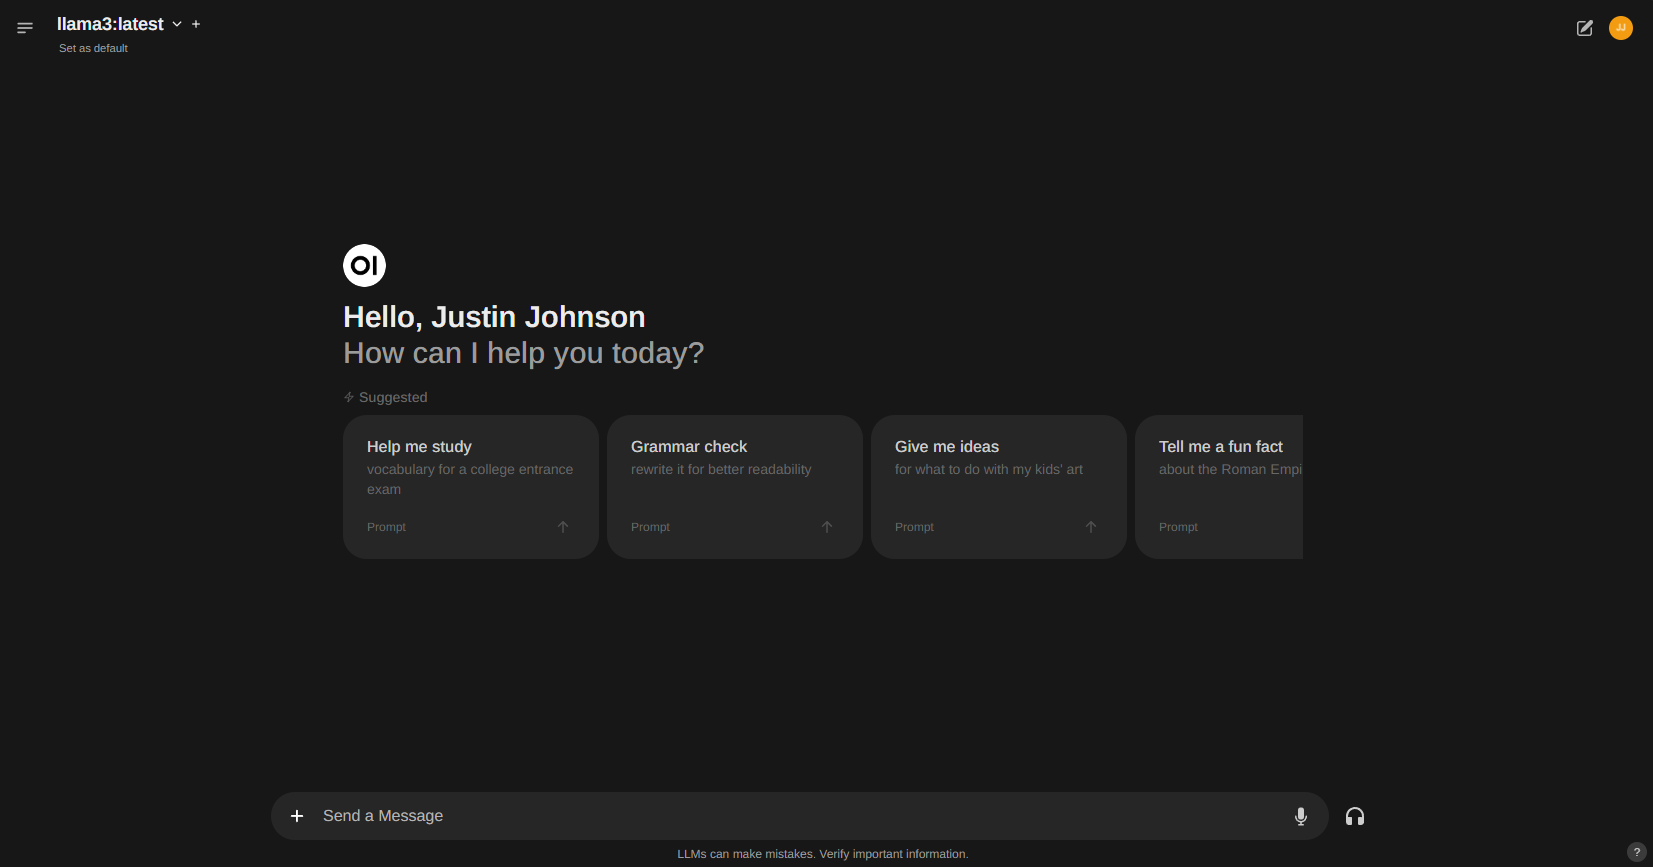 llama3:latest
Set as default
JJ
OI
Hello, Justin Johnson
How can I help you today?
Suggested
Help me study
vocabulary for a college entrance
exam
Prompt
Grammar check
rewrite it for better readability
Prompt
Give me ideas
for what to do with my kids' art
Prompt
Tell me a fun fact
about the Roman Empi
Prompt
Send a Message
LLMs can make mistakes. Verify important information.
?